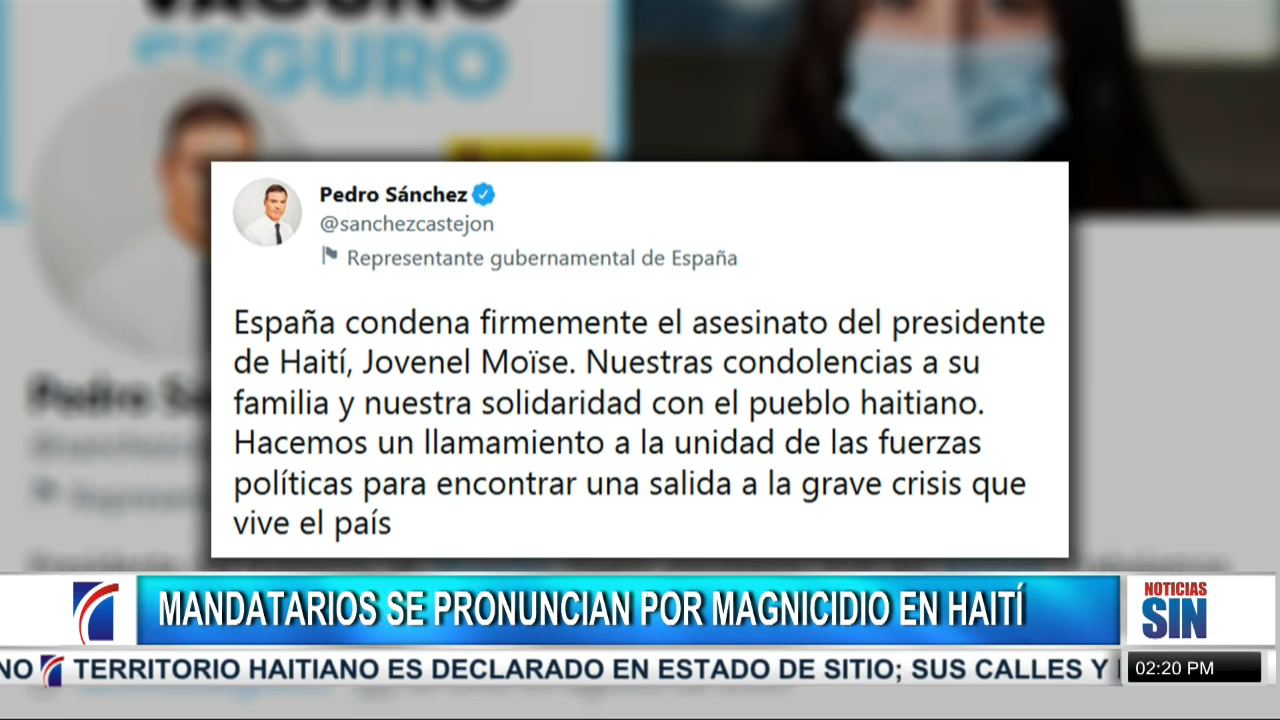 VACUNO
SEGURO
Pedro Sánchez
@sanchezcastejon
Representante gubernamental de España
España condena firmemente el asesinato del presidente
de Haití, Jovenel Moïse. Nuestras condolencias a su
familia y nuestra solidaridad con el pueblo haitiano.
Hacemos un llamamiento a la unidad de las fuerzas
políticas para encontrar una salida a la grave crisis que
vive el país
Pedro
MANDATARIOS SE PRONUNCIAN POR MAGNICIDIO EN HAITÍ
NOTICIAS
SIN
NO TERRITORIO HAITIANO ES DECLARADO EN ESTADO DE SITIO; SUS CALLES Y
02:20 PM